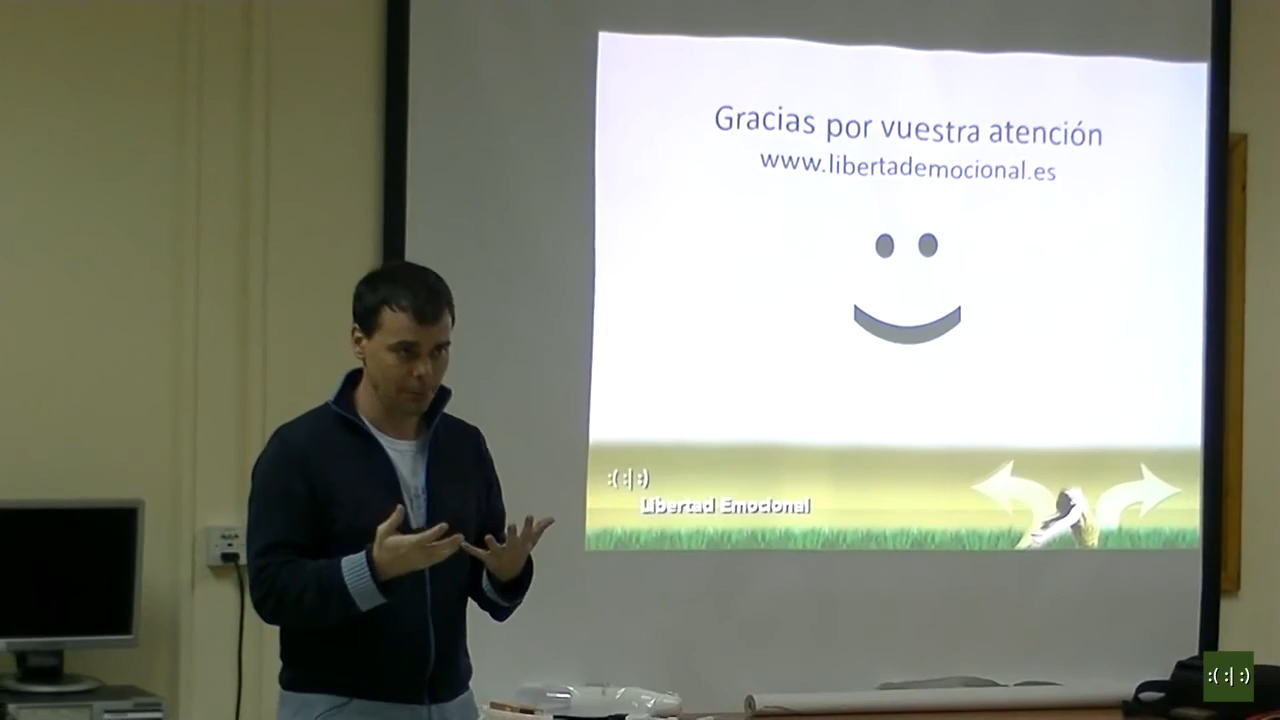 Gracias por vuestra atención
www.libertademocional.es
:( :| :)
Libertad Emocional
:( :| :)